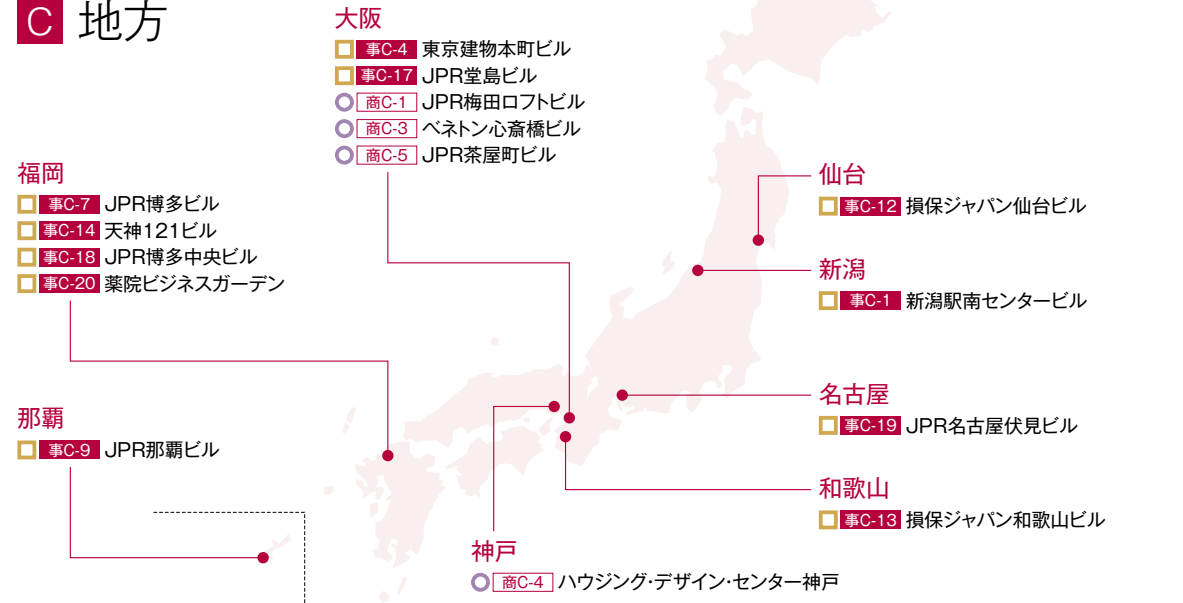 C 地方
大阪
事C-4 東京建物本町ビル
事C-17 JPR堂島ビル
商C-1 JPR梅田ロフトビル
商C-3 ベネトン心斎橋ビル
商C-5 JPR茶屋町ビル
福岡
事C-7 JPR博多ビル
事C-14 天神121ビル
事C-18 JPR博多中央ビル
事C-20 薬院ビジネスガーデン
那覇
事C-9 JPR那覇ビル
仙台
事C-12 損保ジャパン仙台ビル
新潟
事C-1 新潟駅南センタービル
名古屋
事C-19 JPR名古屋伏見ビル
和歌山
事C-13 損保ジャパン和歌山ビル
神戸
商C-4 ハウジング・デザイン・センター神戸